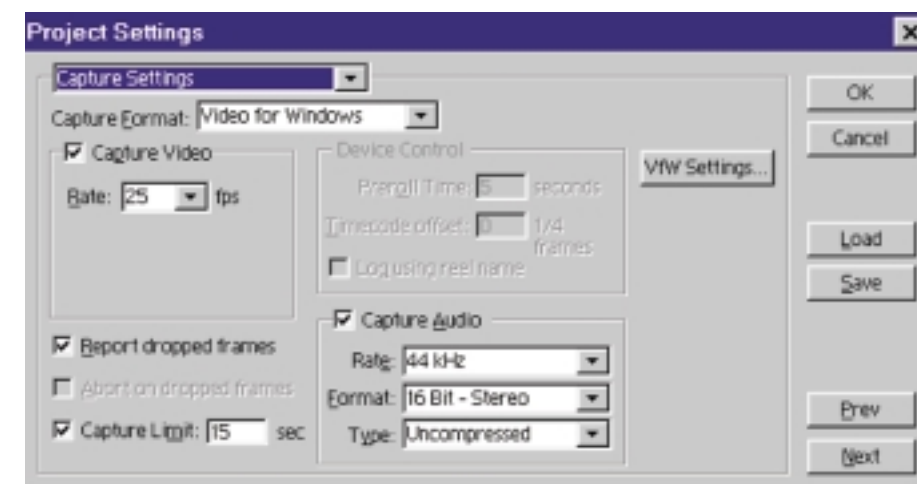 Project Settings
Capture Settings
Capture Format: Video for Windows
Capture Video
Rate: 25 fps
Device Control
Preroll Time: 5 seconds
Timecode offset: 0 1/4 frames
Log using reel name
VfW Settings...
Report dropped frames
Abort on dropped frames
Capture Limit: 15 sec
Capture Audio
Rate: 44 kHz
Format: 16 Bit - Stereo
Type: Uncompressed
OK
Cancel
Load
Save
Prev
Next